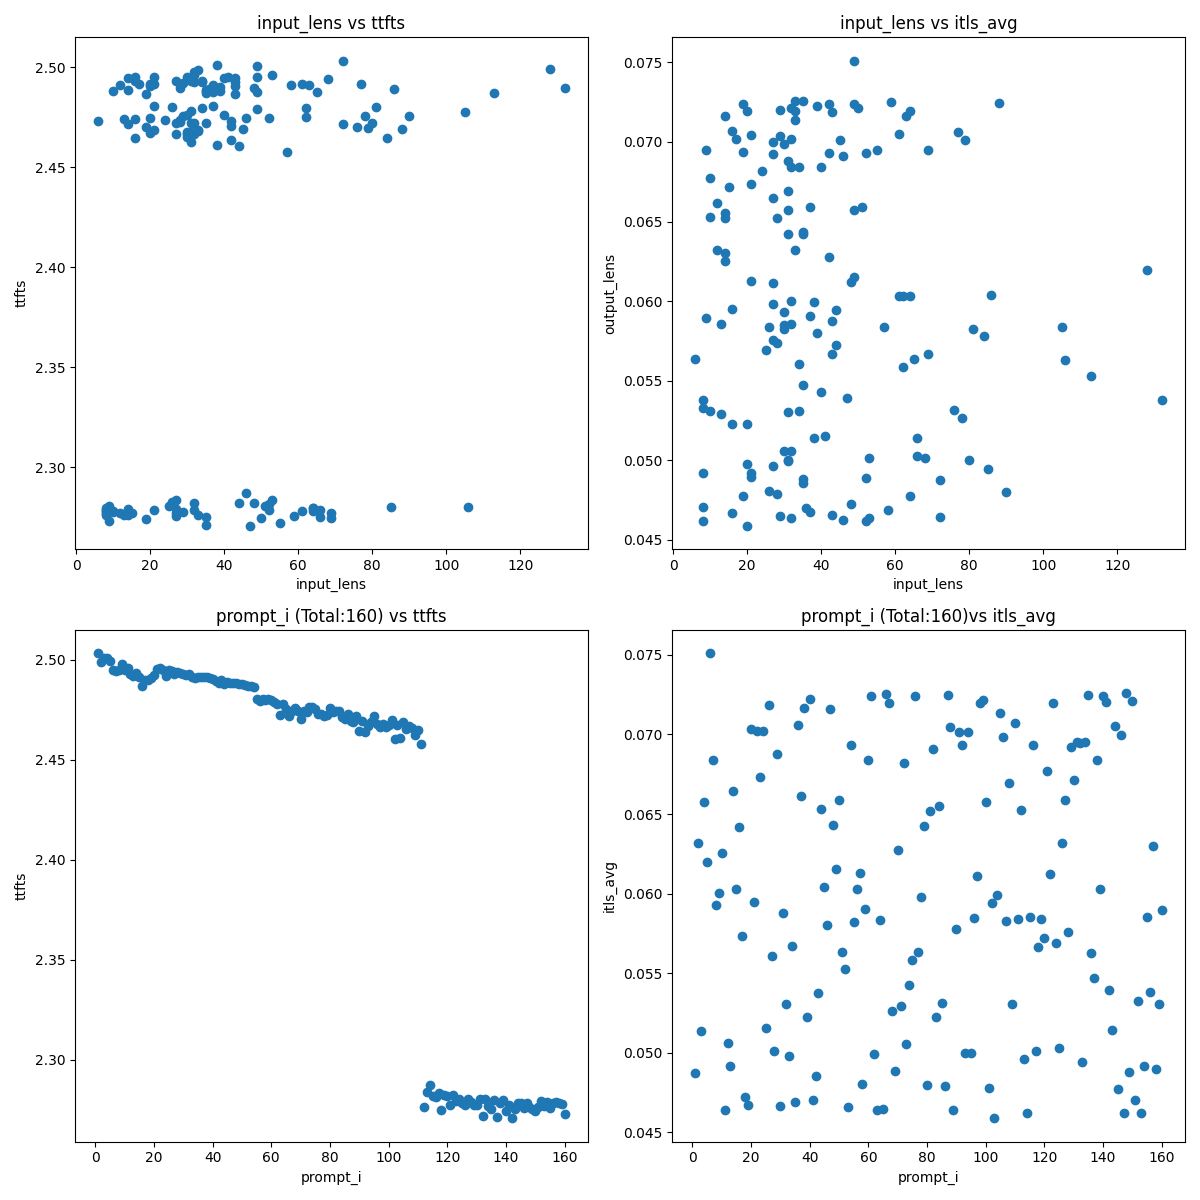 input_lens vs ttfts
ttfts
2.50
2.45
2.40
2.35
2.30
0 20 40 60 80 100 120
input_lens
input_lens vs itls_avg
output_lens
0.075
0.070
0.065
0.060
0.055
0.050
0.045
0 20 40 60 80 100 120
input_lens
prompt_i (Total:160) vs ttfts
ttfts
2.50
2.45
2.40
2.35
2.30
0 20 40 60 80 100 120 140 160
prompt_i
prompt_i (Total:160)vs itls_avg
itls_avg
0.075
0.070
0.065
0.060
0.055
0.050
0.045
0 20 40 60 80 100 120 140 160
prompt_i